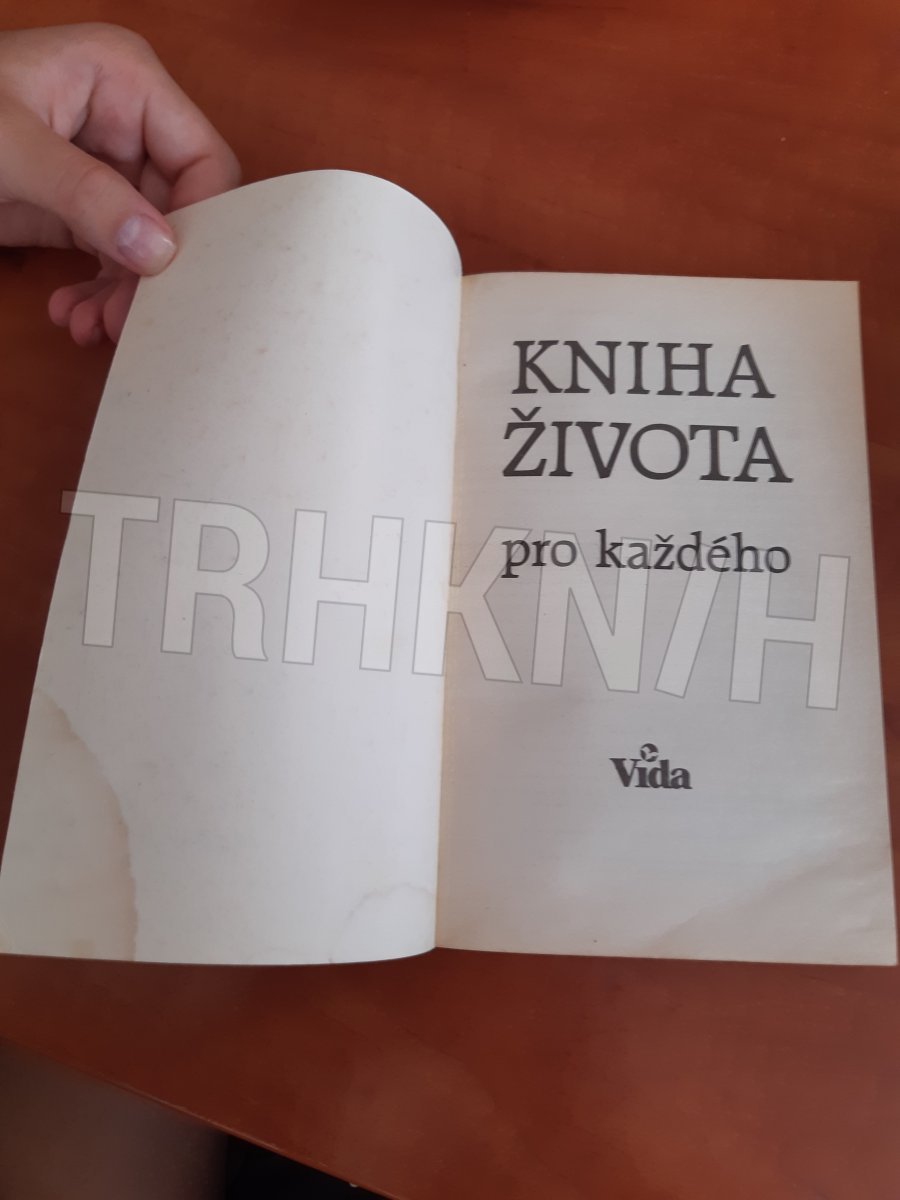 KNIHA
ŽIVOTA
pro každého
TRHKNIH
Vida